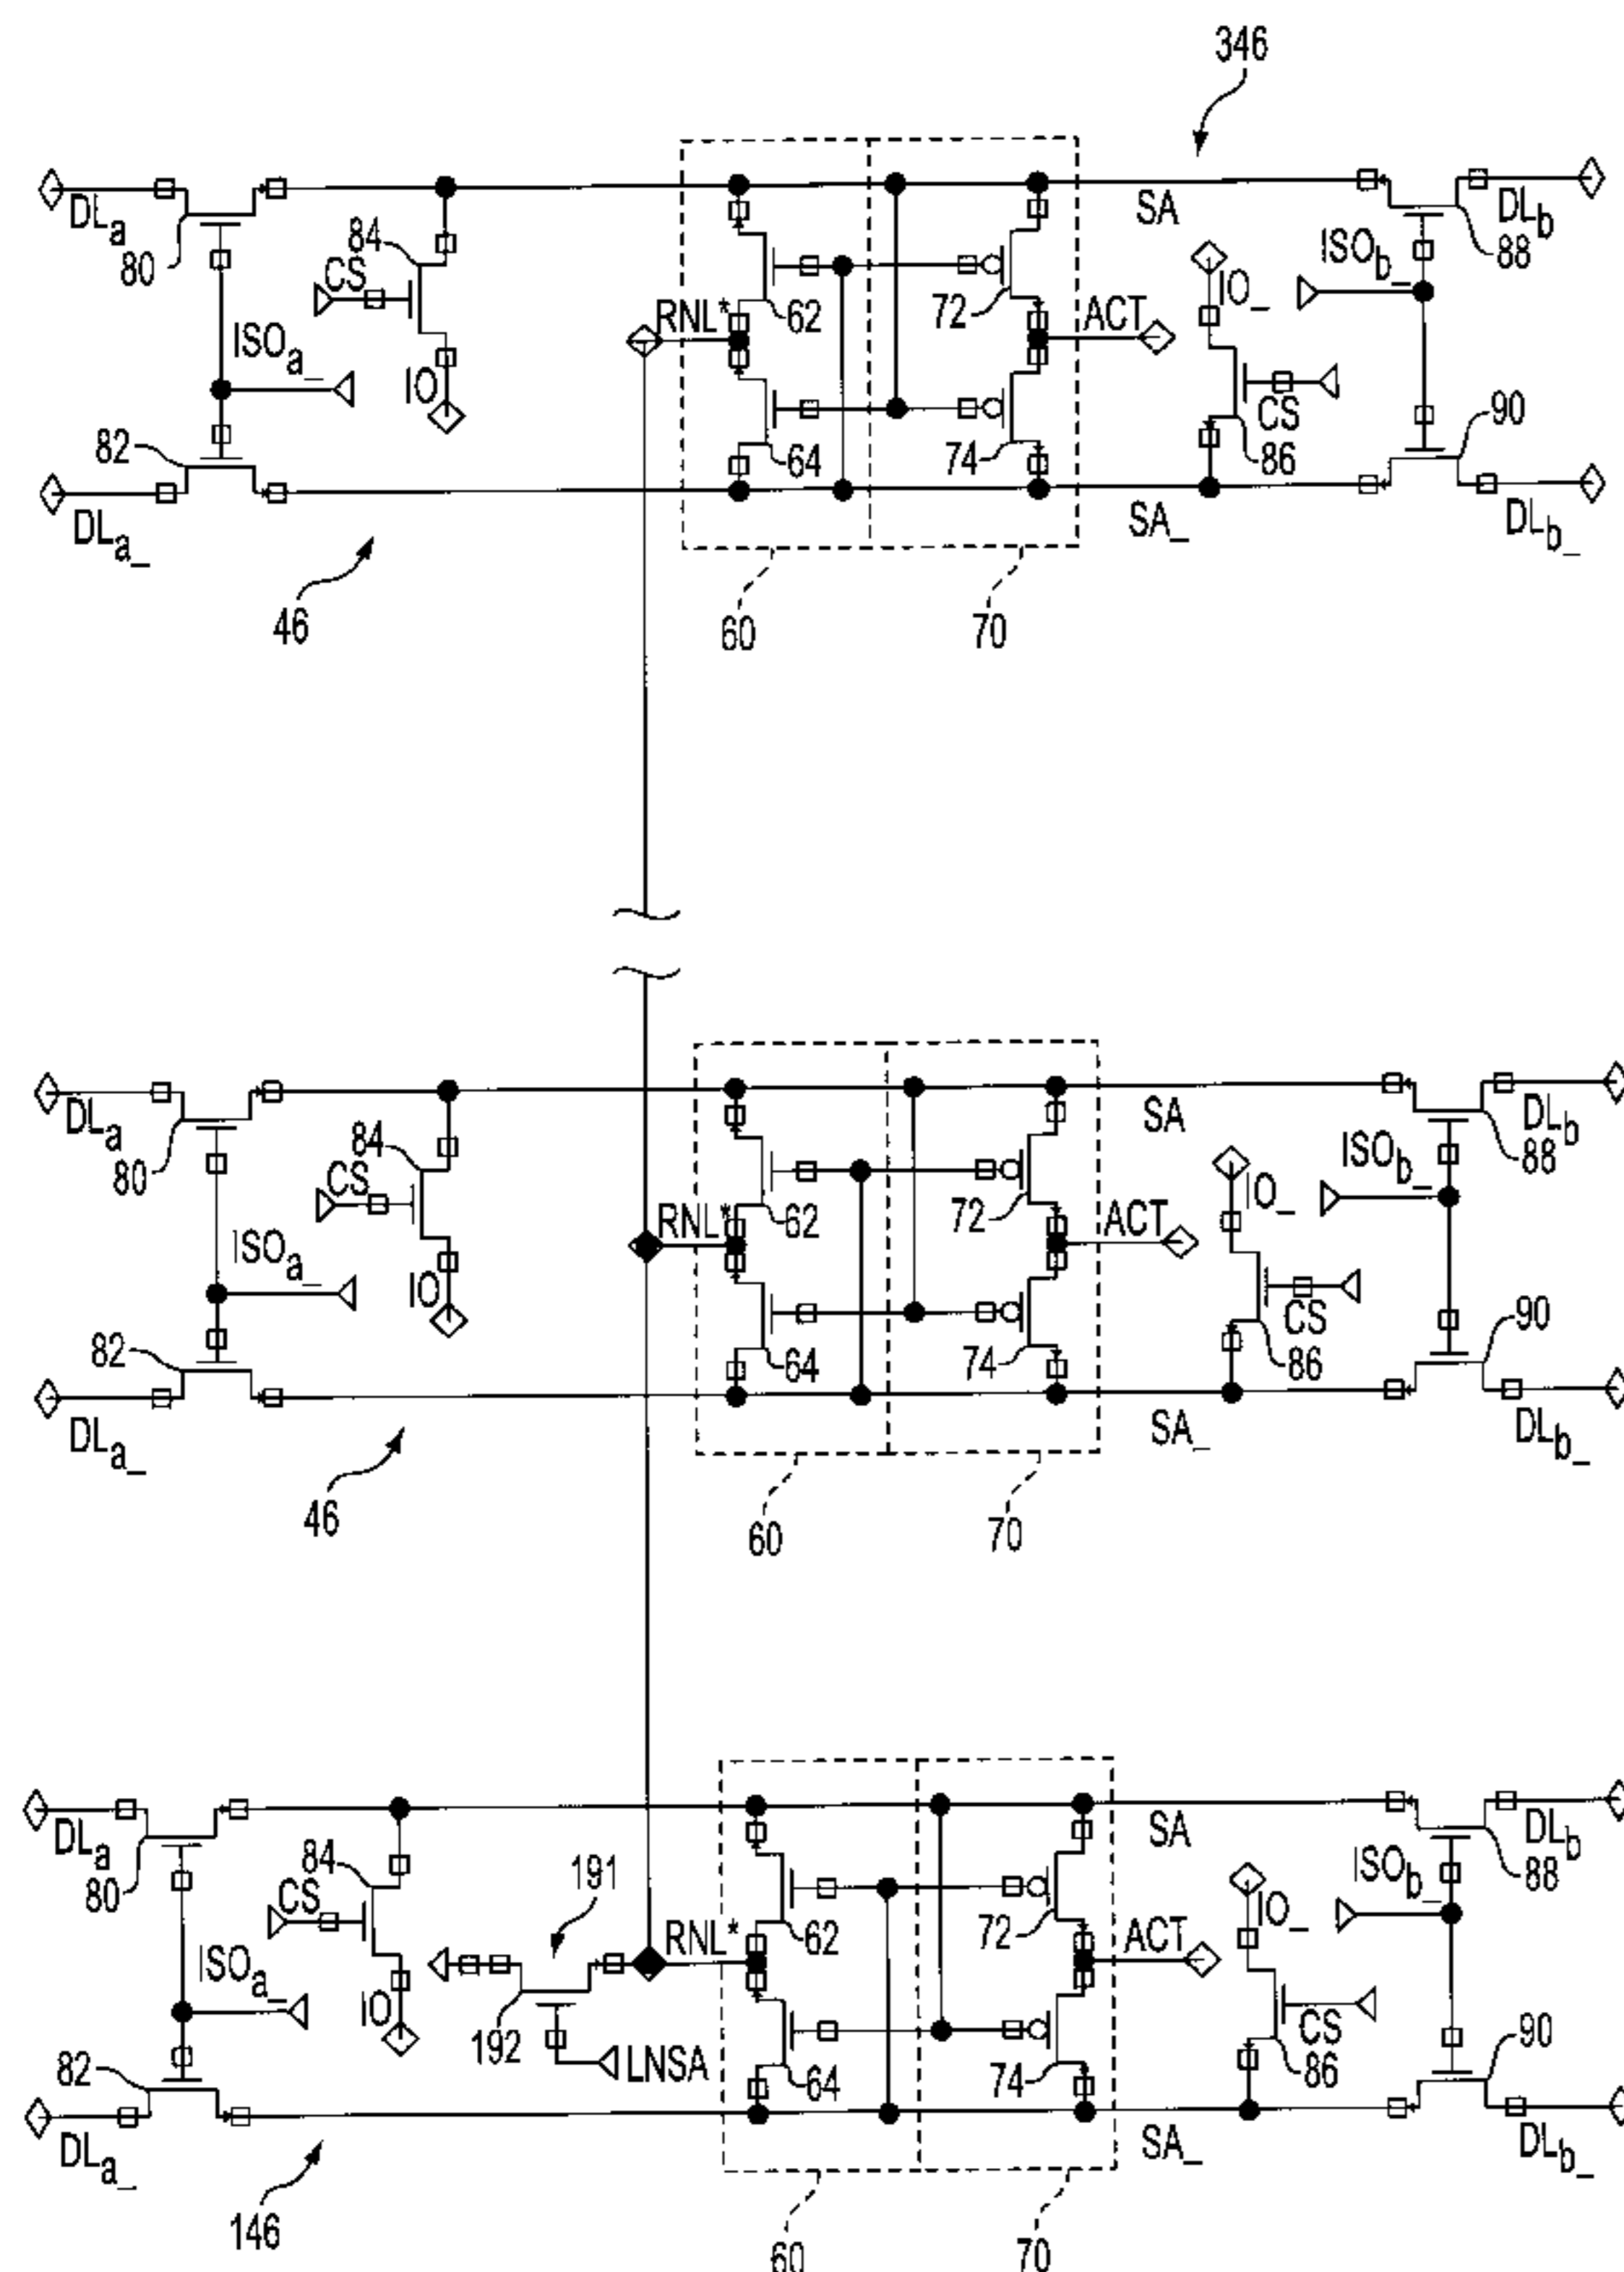 346
DLa
80
84
CS
ISOa_
IO
82
DLa_
46
RNL*
62
64
60
72
ACT
74
70
SA
IO_
CS
86
SA_
ISOb_
DLb
88
90
DLb_
DLa
80
84
CS
ISOa_
IO
82
DLa_
46
RNL*
62
64
60
72
ACT
74
70
SA
IO_
CS
86
SA_
ISOb_
DLb
88
90
DLb_
DLa
80
84
CS
ISOa_
IO
82
DLa_
146
191
192
LNSA
RNL*
62
64
60
72
ACT
74
70
SA
IO_
CS
86
SA_
ISOb_
DLb
88
90
DLb_